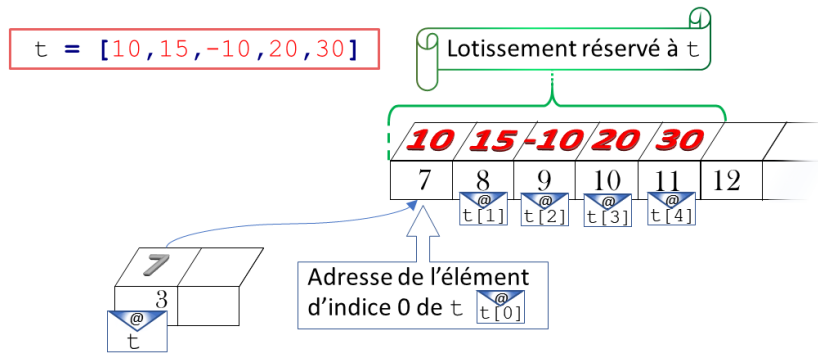 t = [10,15,-10,20,30]
Lotissement réservé à t
10 15 -10 20 30
7 8 9 10 11 12
@ @ @ @
t[1] t[2] t[3] t[4]
7
3
@
t
Adresse de l'élément
d'indice 0 de t @ t[0]